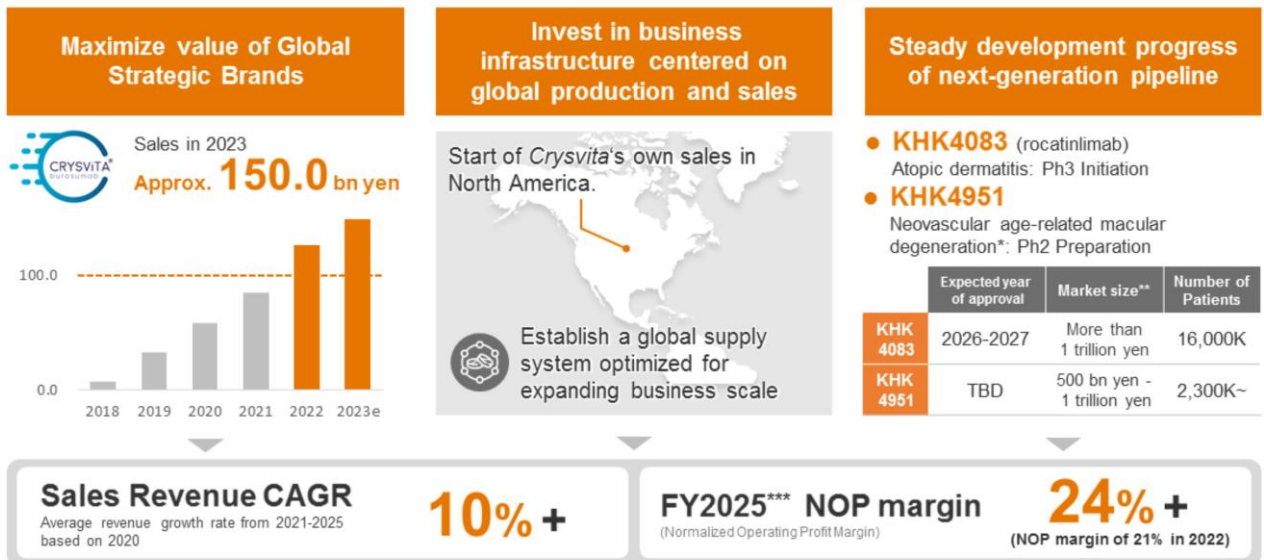 Maximize value of Global
Strategic Brands
CRYSVITA®
burosumab
Sales in 2023
Approx. 150.0 bn yen
100.0
0.0
2018 2019 2020 2021 2022 2023e
Invest in business
infrastructure centered on
global production and sales
Start of Crysvita's own sales in
North America.
Establish a global supply
system optimized for
expanding business scale
Steady development progress
of next-generation pipeline
• KHK4083 (rocatinlimab)
Atopic dermatitis: Ph3 Initiation
• KHK4951
Neovascular age-related macular
degeneration*: Ph2 Preparation
Expected year
of approval
Market size**
Number of
Patients
KHK
4083
2026-2027
More than
1 trillion yen
16,000K
KHK
4951
TBD
500 bn yen -
1 trillion yen
2,300K~
Sales Revenue CAGR
Average revenue growth rate from 2021-2025
based on 2020
10% +
FY2025*** NOP margin
(Normalized Operating Profit Margin)
24% +
(NOP margin of 21% in 2022)